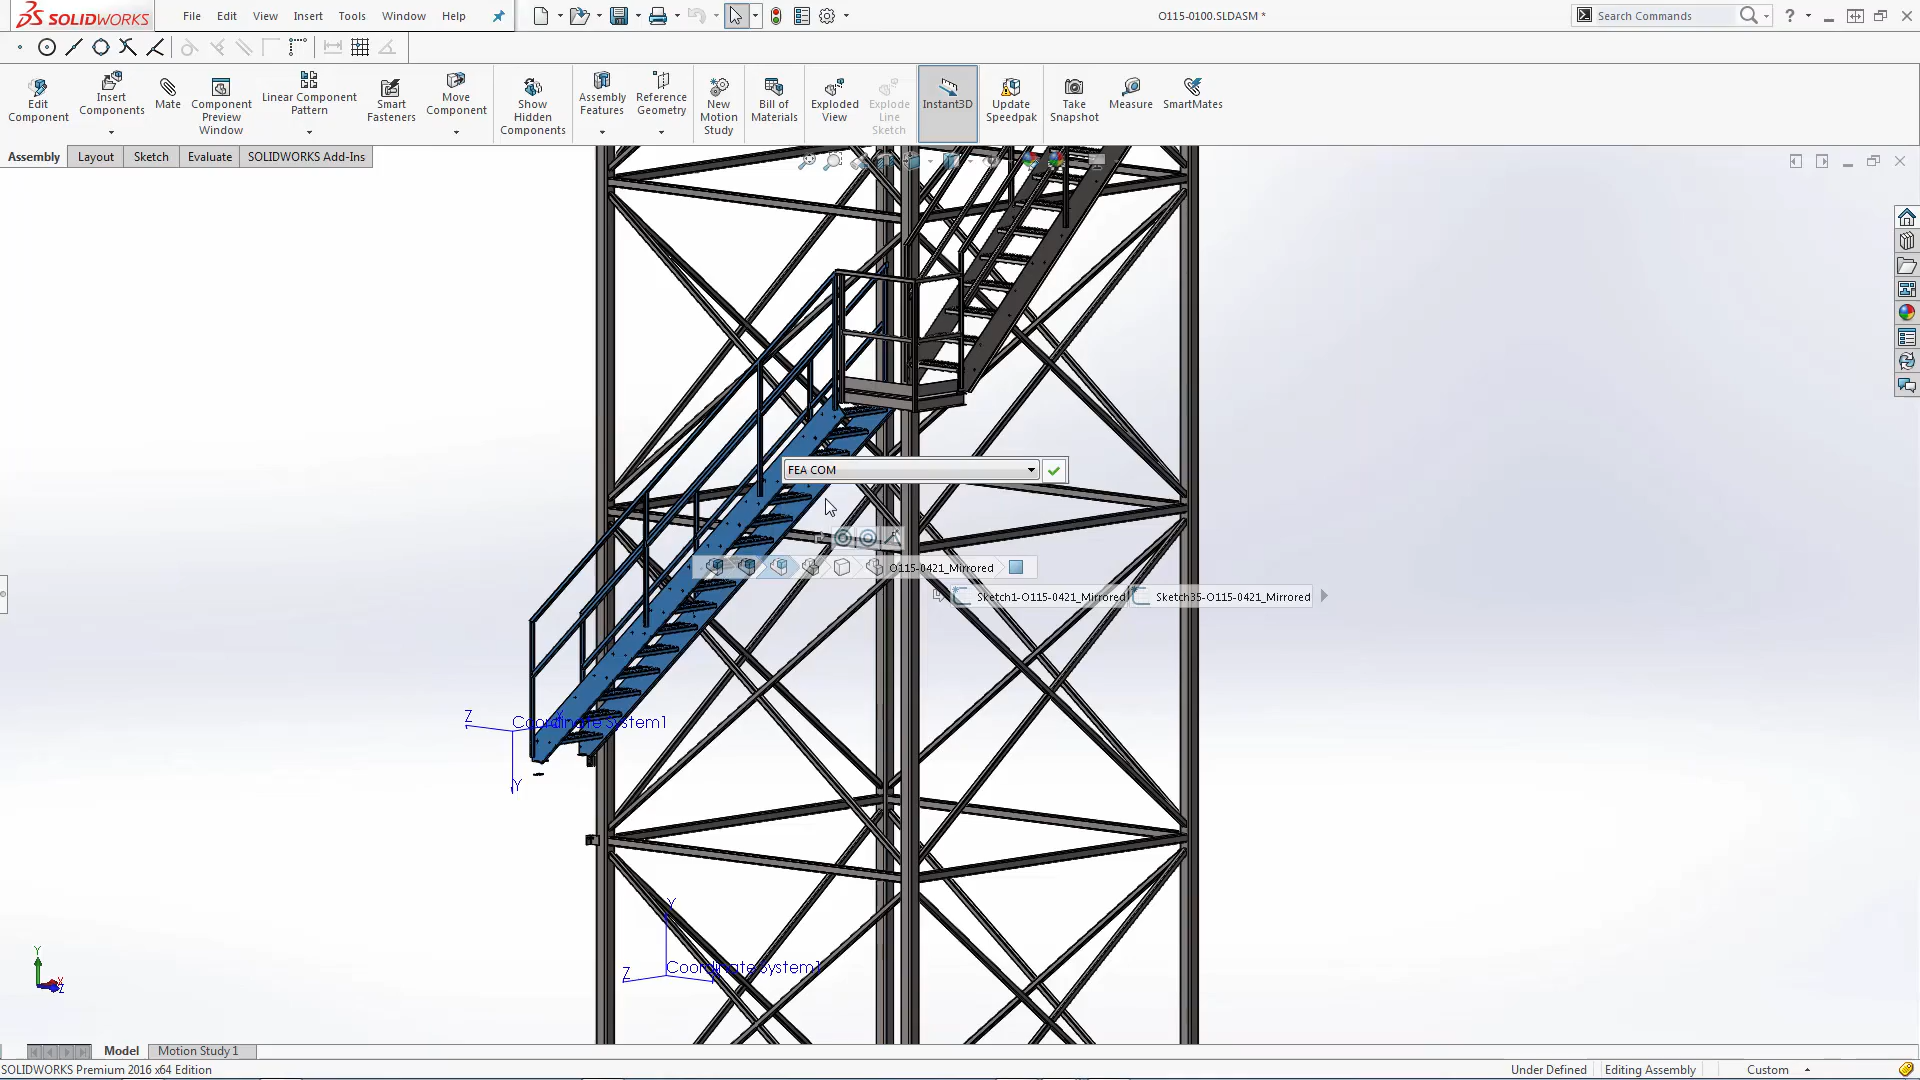 SOLIDWORKS File Edit View Insert Tools Window Help O115-0100.SLDASM * Search Commands ?
Edit Component
Insert Components
Mate
Component Preview Window
Linear Component Pattern
Smart Fasteners
Move Component
Show Hidden Components
Assembly Features
Reference Geometry
New Motion Study
Bill of Materials
Exploded View
Explode Line Sketch
Instant3D
Update Speedpak
Take Snapshot
Measure
SmartMates
Assembly Layout Sketch Evaluate SOLIDWORKS Add-Ins
FEA COM
O115-0421_Mirrored
Sketch1-O115-0421_Mirrored Sketch35-O115-0421_Mirrored
Z Coordinate System1
Y
Y
Z Coordinate System1
Y
X
Z
Model Motion Study 1
SOLIDWORKS Premium 2016 x64 Edition Under Defined Editing Assembly Custom